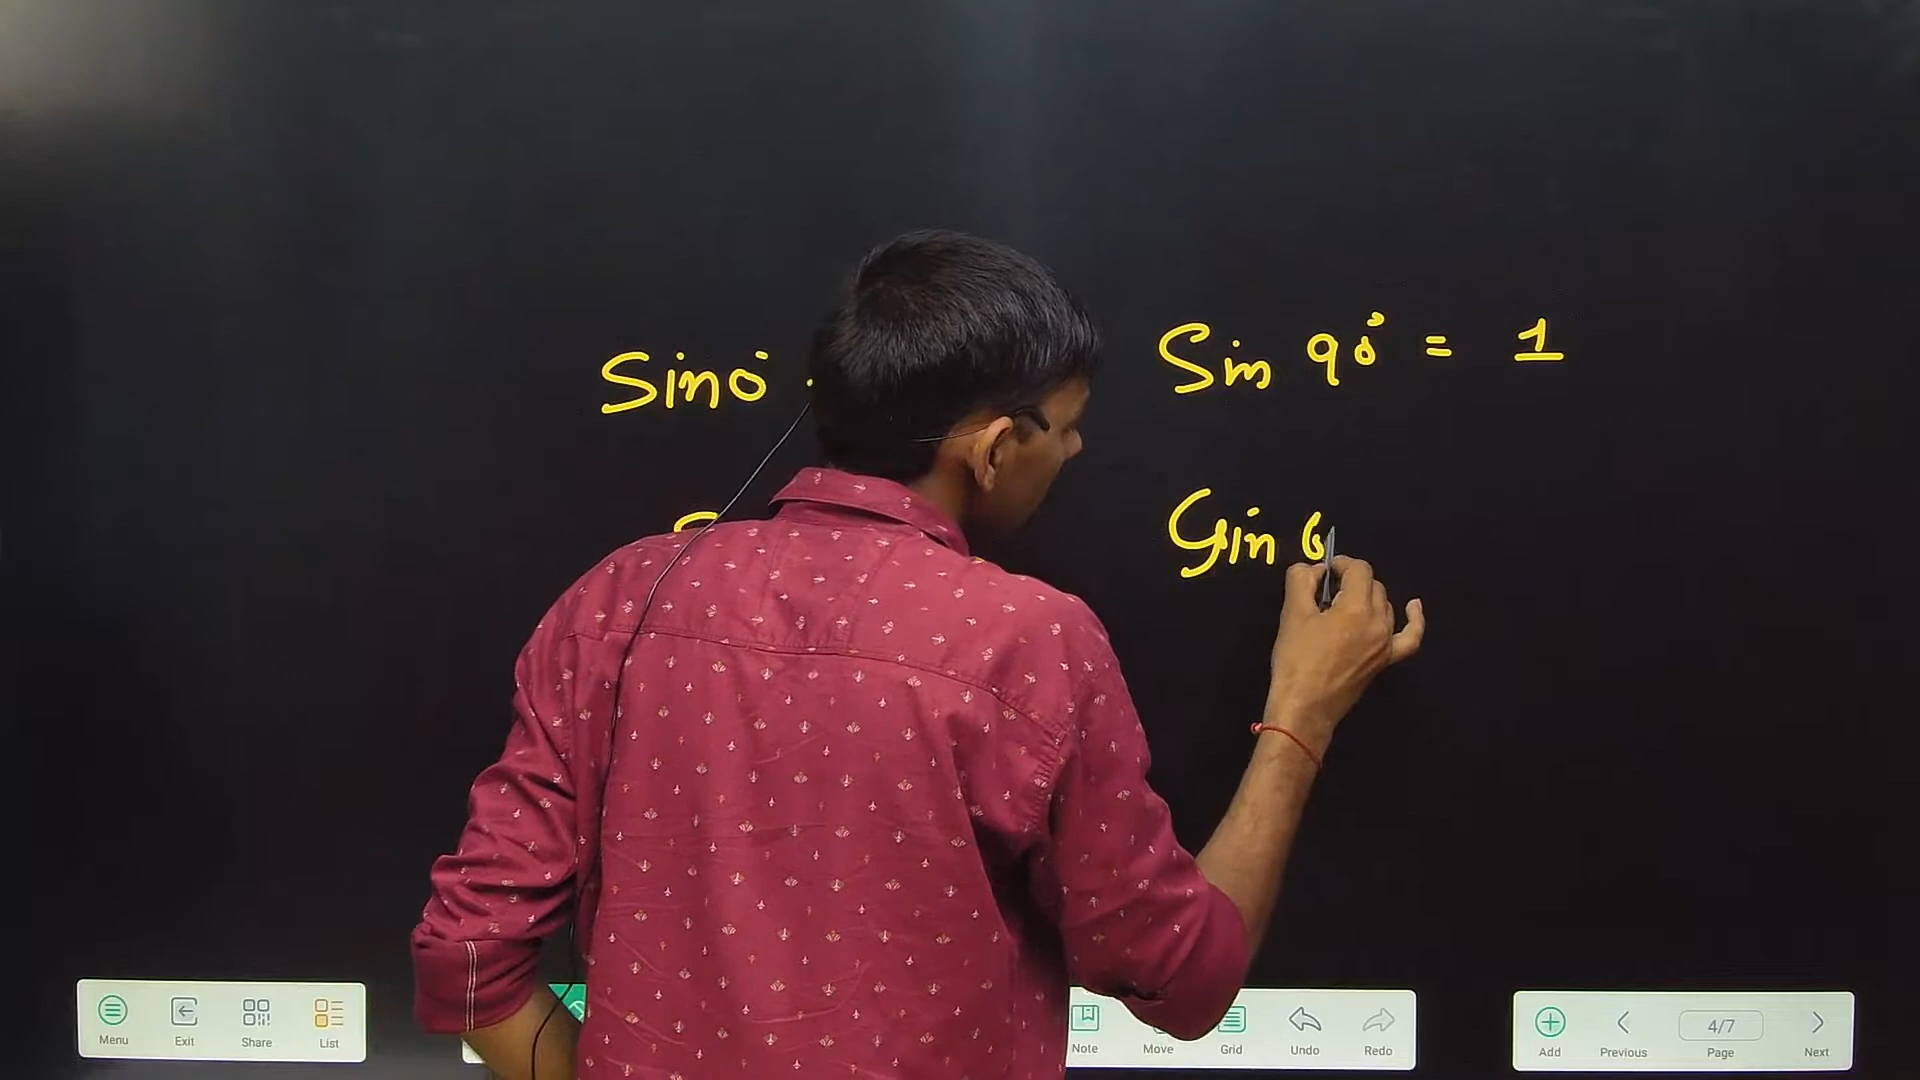 Sin0° Sin 90° = 1
Sin 6
Menu Exit Share List Note Move Grid Undo Redo Add Previous 4/7 Page Next